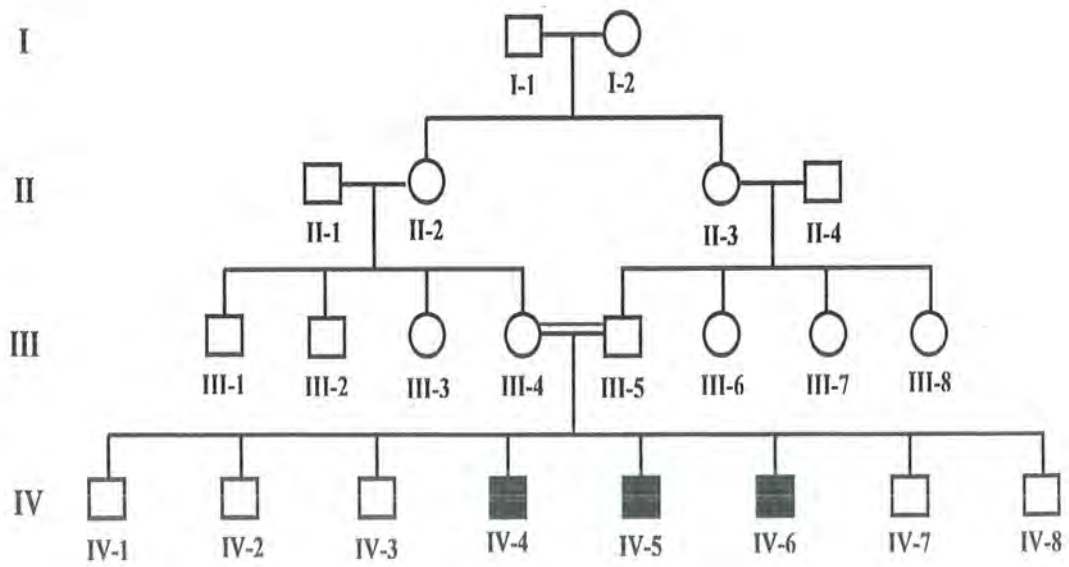 I
I-1 I-2
II
II-1 II-2 II-3 II-4
III
III-1 III-2 III-3 III-4 III-5 III-6 III-7 III-8
IV
IV-1 IV-2 IV-3 IV-4 IV-5 IV-6 IV-7 IV-8